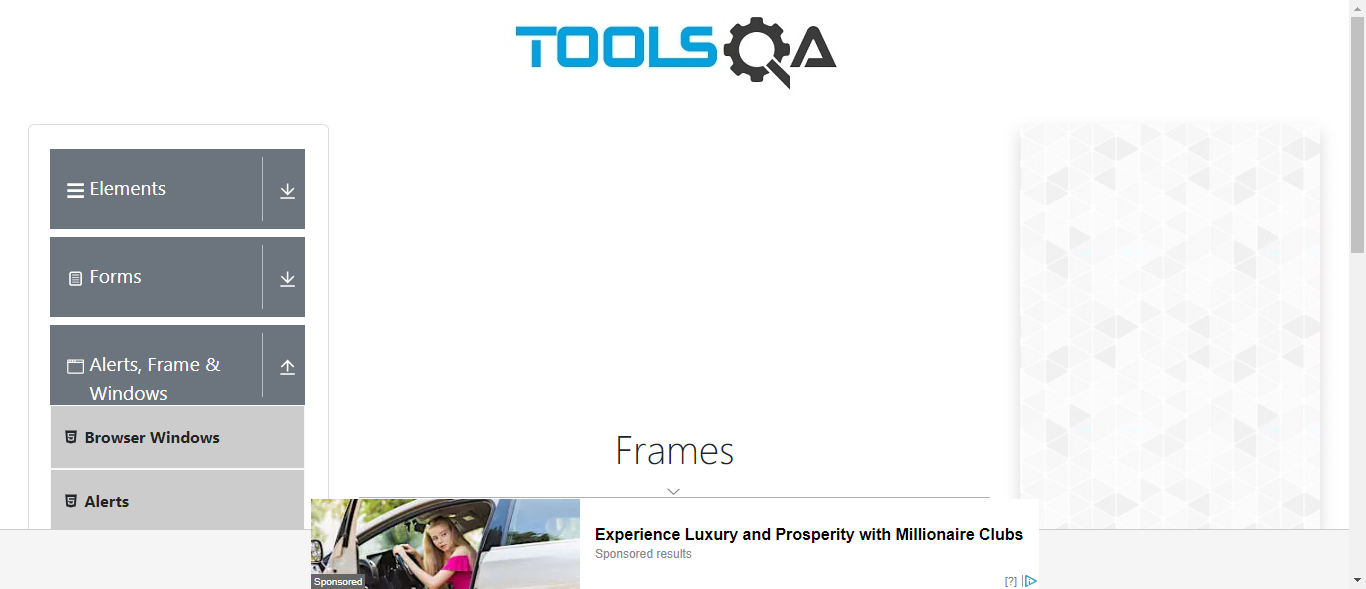 TOOLSQA
Elements
Forms
Alerts, Frame &
Windows
Browser Windows
Alerts
Frames
Experience Luxury and Prosperity with Millionaire Clubs
Sponsored results
Sponsored
[?]